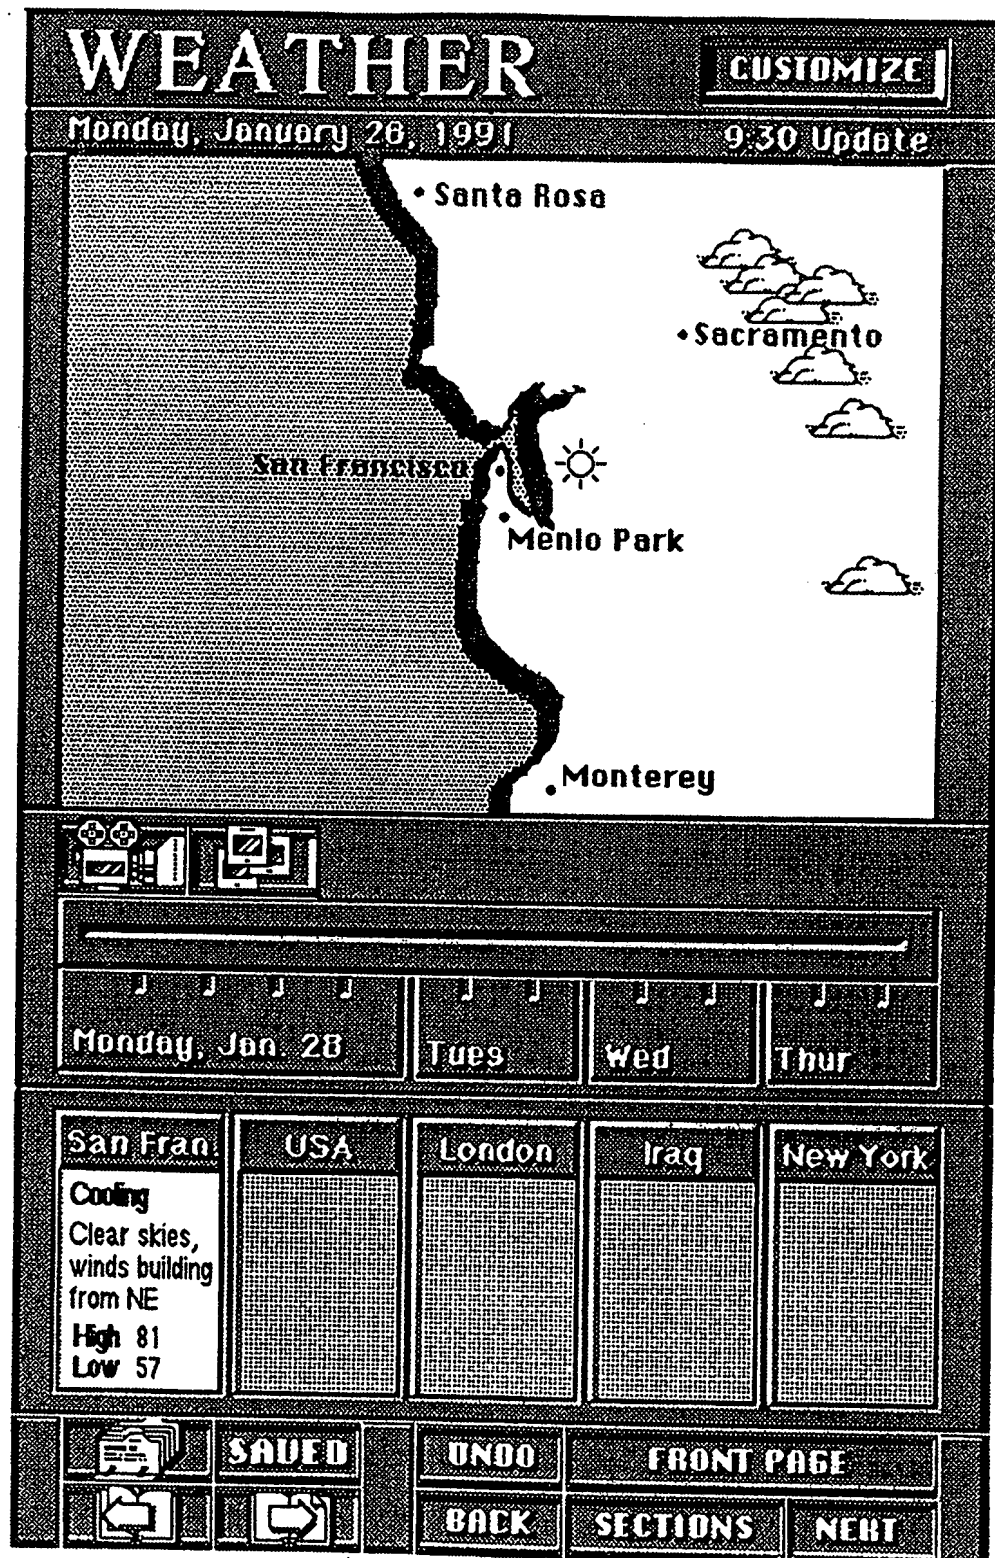 WEATHER
CUSTOMIZE
Monday, January 28, 1991
9:30 Update
Santa Rosa
Sacramento
San Francisco
Menlo Park
Monterey
Monday, Jan. 28
Tues
Wed
Thur
San Fran
USA
London
Iraq
New York
Cooling
Clear skies,
winds building
from NE
High 81
Low 57
SAVED
UNDO
FRONT PAGE
BACK
SECTIONS
NEXT